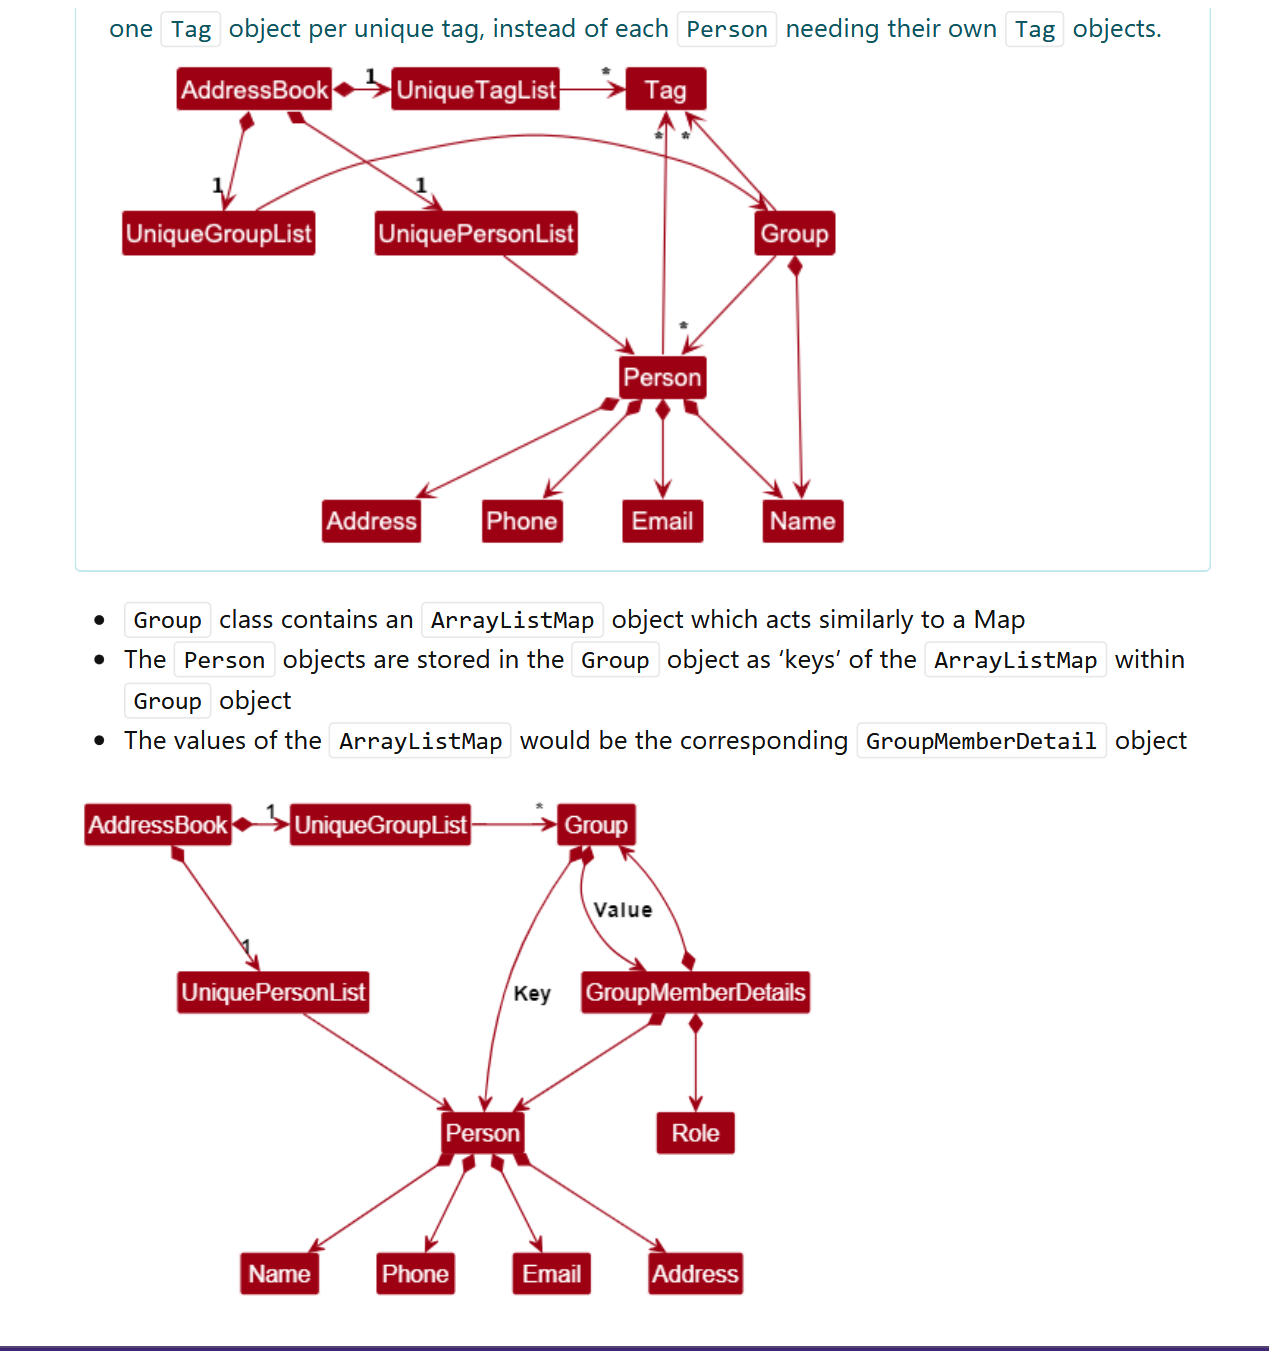 one Tag object per unique tag, instead of each Person needing their own Tag objects.
AddressBook 1 UniqueTagList * Tag
* *
1 1
UniqueGroupList UniquePersonList Group
*
Person
Address Phone Email Name
• Group class contains an ArrayListMap object which acts similarly to a Map
• The Person objects are stored in the Group object as ‘keys’ of the ArrayListMap within
Group object
• The values of the ArrayListMap would be the corresponding GroupMemberDetail object
AddressBook 1 UniqueGroupList * Group
Value
1
UniquePersonList Key GroupMemberDetails
Person Role
Name Phone Email Address